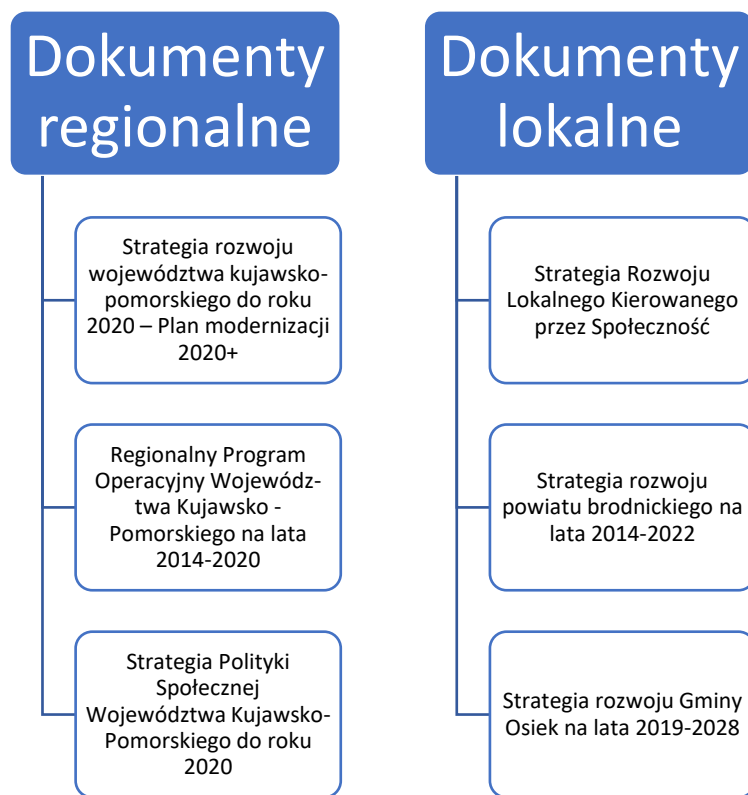 Dokumenty
regionalne
Strategia rozwoju
województwa kujawsko-
pomorskiego do roku
2020 – Plan modernizacji
2020+
Regionalny Program
Operacyjny Wojewódz-
twa Kujawsko -
Pomorskiego na lata
2014-2020
Strategia Polityki
Społecznej
Województwa Kujawsko-
Pomorskiego do roku
2020
Dokumenty
lokalne
Strategia Rozwoju
Lokalnego Kierowanego
przez Społeczność
Strategia rozwoju
powiatu brodnickiego na
lata 2014-2022
Strategia rozwoju Gminy
Osiek na lata 2019-2028